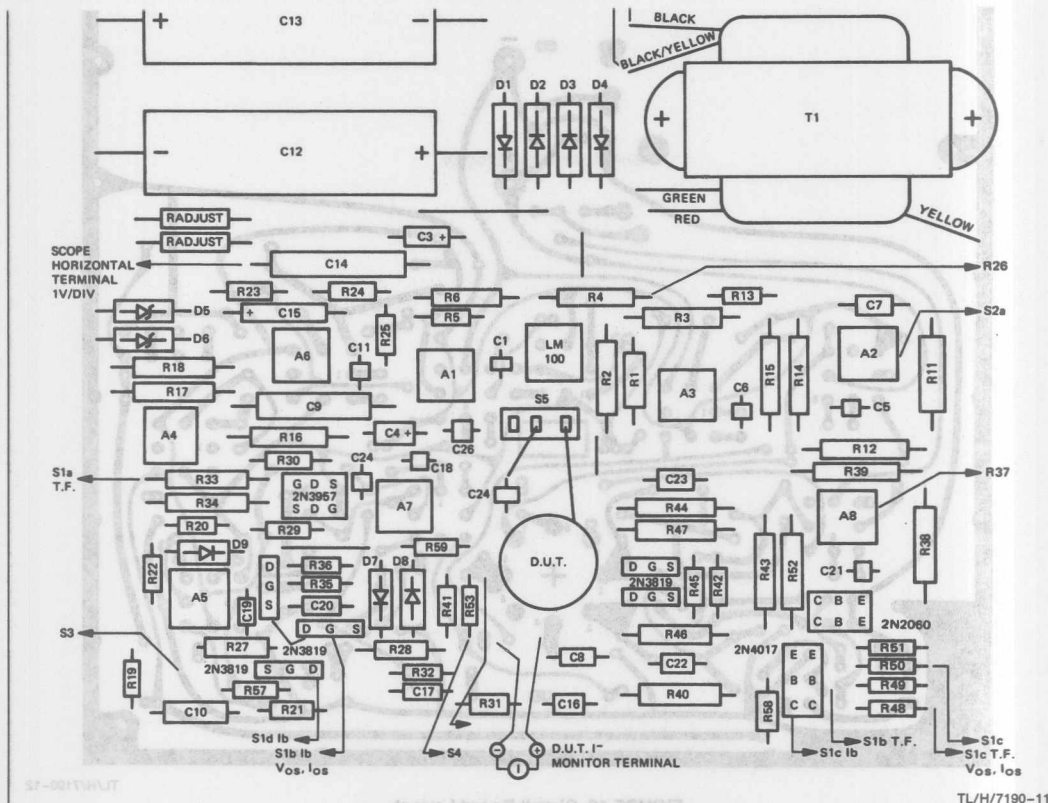 + C13 −
BLACK
BLACK/YELLOW
D1 D2 D3 D4
+ T1 +
− C12 +
GREEN
RED
YELLOW
RADJUST
RADJUST
C3 +
SCOPE
HORIZONTAL
TERMINAL
1V/DIV
C14
R26
R23
R24
R6
R4
R13
C7
D5
+ C15
R5
R3
S2a
D6
R25
C11
A6
A1
C1
LM
100
R2
R1
A3
C6
R15
R14
A2
R11
R18
R17
C9
S5
C5
A4
R16
C4 +
C26
R12
R30
C24
C18
R39
S1a
T.F.
R33
G D S
2N3957
S D G
C24
C23
R37
R34
A7
R44
A8
R20
R29
R47
R38
D9
R59
D.U.T.
R43
R52
R22
A5
D
G
S
R36
D7
D8
D G S
2N3819
D G S
R45
R42
C21
R35
R41
R53
C19
C20
C B E
C B E
2N2060
S3
D G S
R46
R27
2N3819
R28
2N4017
E E
B B
C C
R51
2N3819
S G D
R32
C8
C22
R50
R19
R57
C17
R40
R49
C10
R21
R31
C16
R58
R48
S1d Ib
S1b T.F.
S1c
S1b Ib
VOS, IOS
S4
− +
I
D.U.T. I−
MONITOR TERMINAL
S1c Ib
S1c T.F.
VOS, IOS
TL/H/7190-12
TL/H/7190-11